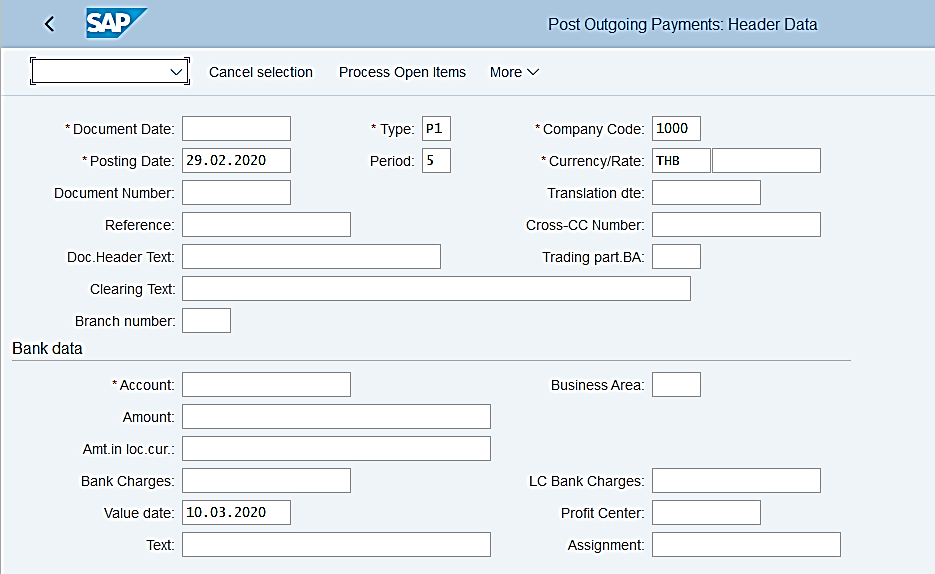 SAP Post Outgoing Payments: Header Data
Cancel selection Process Open Items More
* Document Date: * Type: P1 * Company Code: 1000
* Posting Date: 29.02.2020 Period: 5 * Currency/Rate: THB
Document Number: Translation dte:
Reference: Cross-CC Number:
Doc.Header Text: Trading part.BA:
Clearing Text:
Branch number:
Bank data
* Account: Business Area:
Amount:
Amt.in loc.cur.:
Bank Charges: LC Bank Charges:
Value date: 10.03.2020 Profit Center:
Text: Assignment: